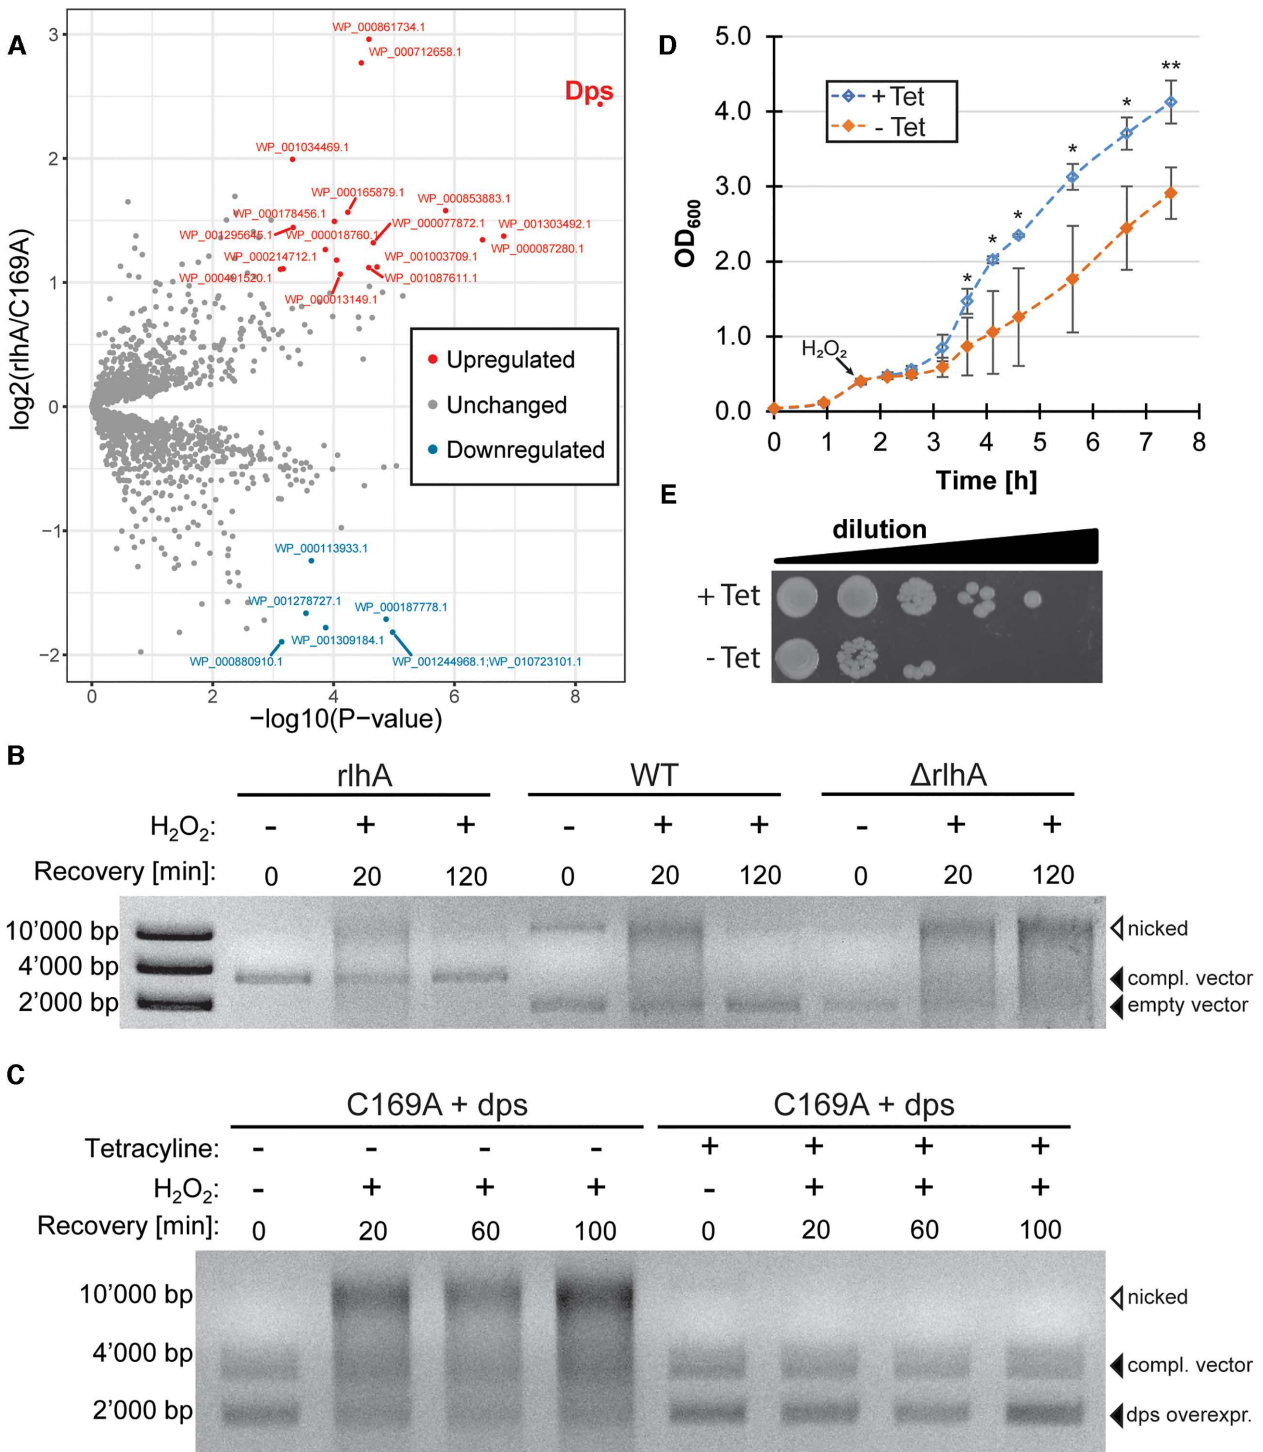 A
log2(rlhA/C169A)
3
2
1
0
−1
−2
WP_000861734.1
WP_000712658.1
Dps
WP_001034469.1
WP_000165879.1
WP_000853883.1
WP_000178456.1
WP_000077872.1
WP_001303492.1
WP_001295645.1
WP_000018760.1
WP_000087280.1
WP_000214712.1
WP_001003709.1
WP_000491520.1
WP_001087611.1
WP_000013149.1
Upregulated
Unchanged
Downregulated
WP_000113933.1
WP_001278727.1
WP_000187778.1
WP_001309184.1
WP_000880910.1
WP_001244968.1;WP_010723101.1
0 2 4 6 8
−log10(P−value)
D
OD600
5.0
4.0
3.0
2.0
1.0
0.0
+ Tet
- Tet
H2O2
* * * * * **
0 1 2 3 4 5 6 7 8
Time [h]
E
dilution
+ Tet
- Tet
B
rlhA WT ΔrlhA
H2O2: - + + - + + - + +
Recovery [min]: 0 20 120 0 20 120 0 20 120
10’000 bp
4’000 bp
2’000 bp
nicked
compl. vector
empty vector
C
C169A + dps C169A + dps
Tetracyline: - - - - + + + +
H2O2: - + + + - + + +
Recovery [min]: 0 20 60 100 0 20 60 100
10’000 bp
4’000 bp
2’000 bp
nicked
compl. vector
dps overexpr.